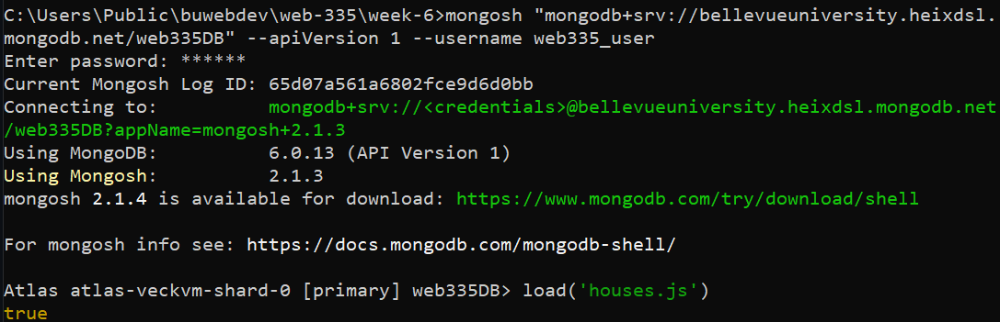 C:\Users\Public\buwebdev\web-335\week-6>mongosh "mongodb+srv://bellevueuniversity.heixdsl.
mongodb.net/web335DB" --apiVersion 1 --username web335_user
Enter password: ******
Current Mongosh Log ID: 65d07a561a6802fce9d6d0bb
Connecting to: mongodb+srv://<credentials>@bellevueuniversity.heixdsl.mongodb.net
/web335DB?appName=mongosh+2.1.3
Using MongoDB: 6.0.13 (API Version 1)
Using Mongosh: 2.1.3
mongosh 2.1.4 is available for download: https://www.mongodb.com/try/download/shell
For mongosh info see: https://docs.mongodb.com/mongodb-shell/
Atlas atlas-veckvm-shard-0 [primary] web335DB> load('houses.js')
true